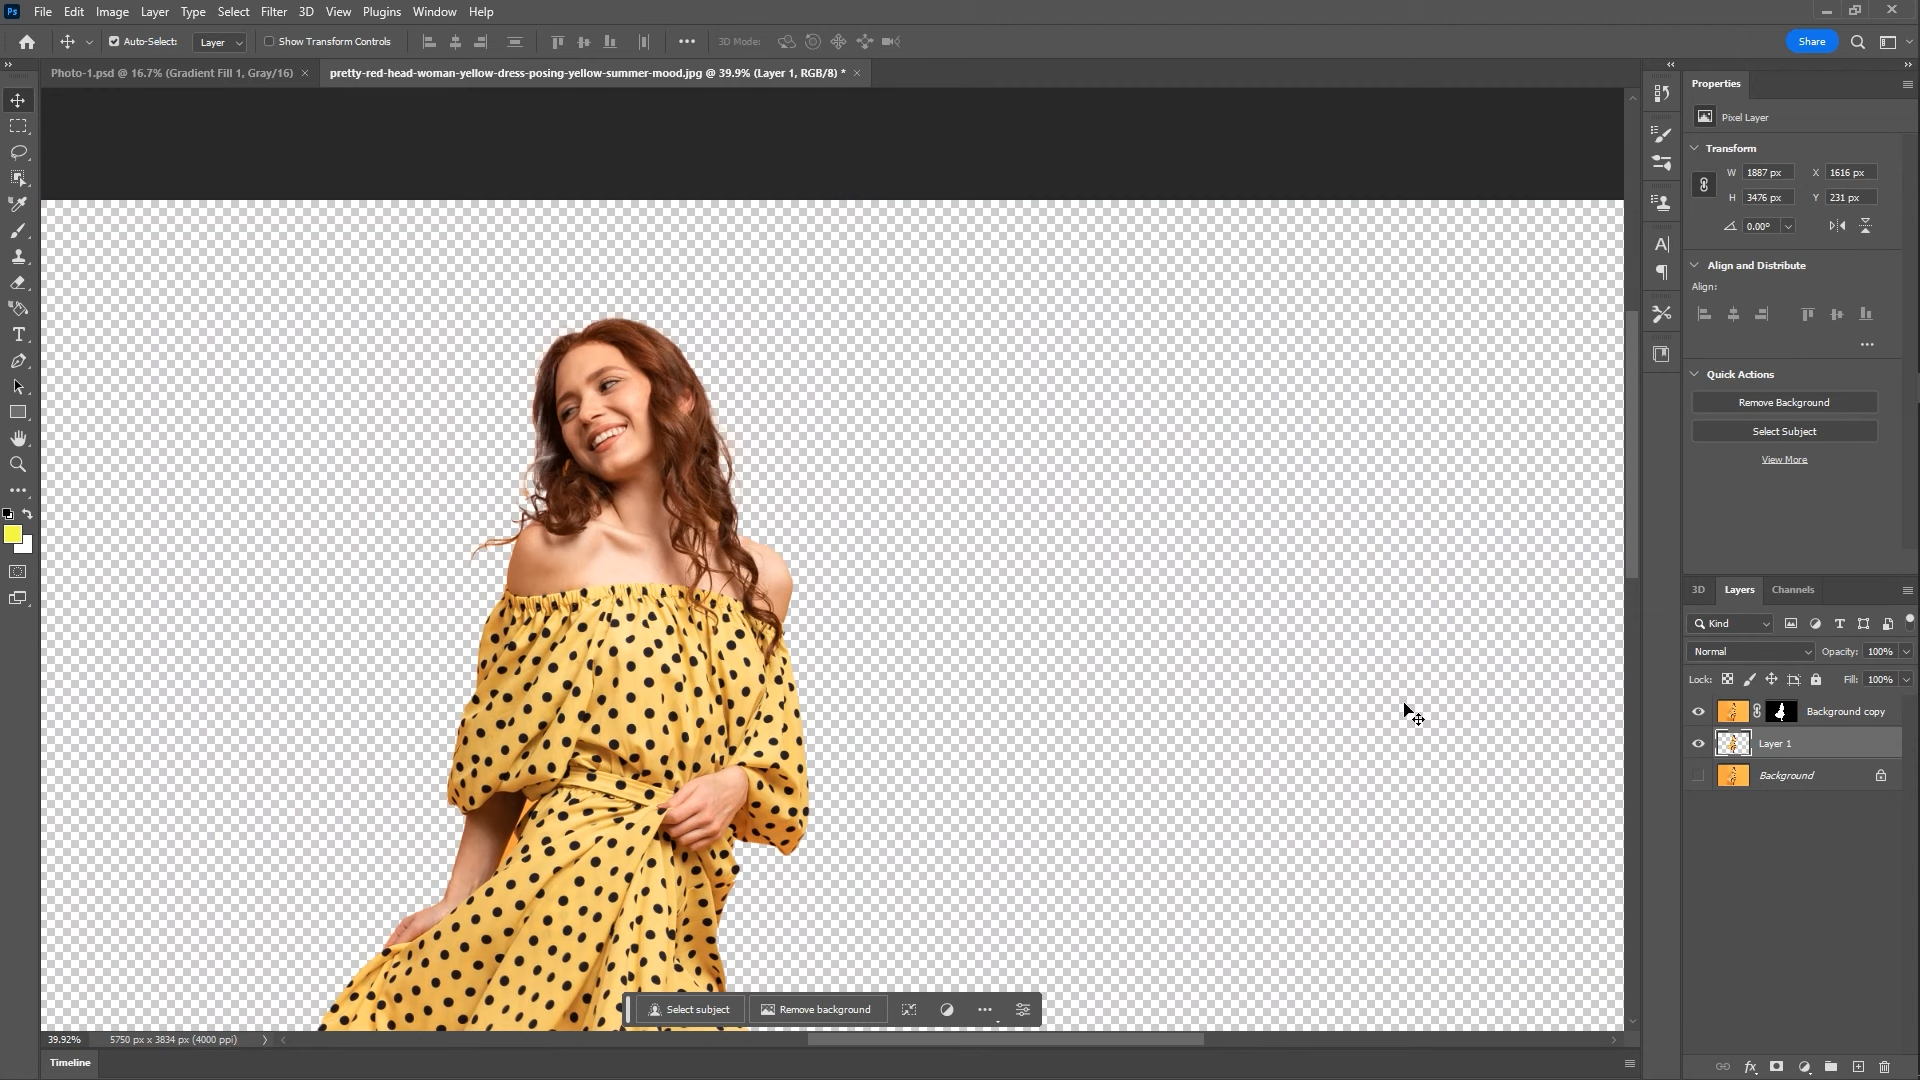 Ps File Edit Image Layer Type Select Filter 3D View Plugins Window Help
Auto-Select: Layer Show Transform Controls 3D Mode: Share
Photo-1.psd @ 16.7% (Gradient Fill 1, Gray/16) × pretty-red-head-woman-yellow-dress-posing-yellow-summer-mood.jpg @ 39.9% (Layer 1, RGB/8) * ×
Properties
Pixel Layer
Transform
W 1887 px X 1616 px
H 3476 px Y 231 px
0.00°
Align and Distribute
Align:
Quick Actions
Remove Background
Select Subject
View More
3D Layers Channels
Kind
Normal Opacity: 100%
Lock: Fill: 100%
Background copy
Layer 1
Background
Select subject Remove background
39.92% 5750 px x 3834 px (4000 ppi)
Timeline
fx